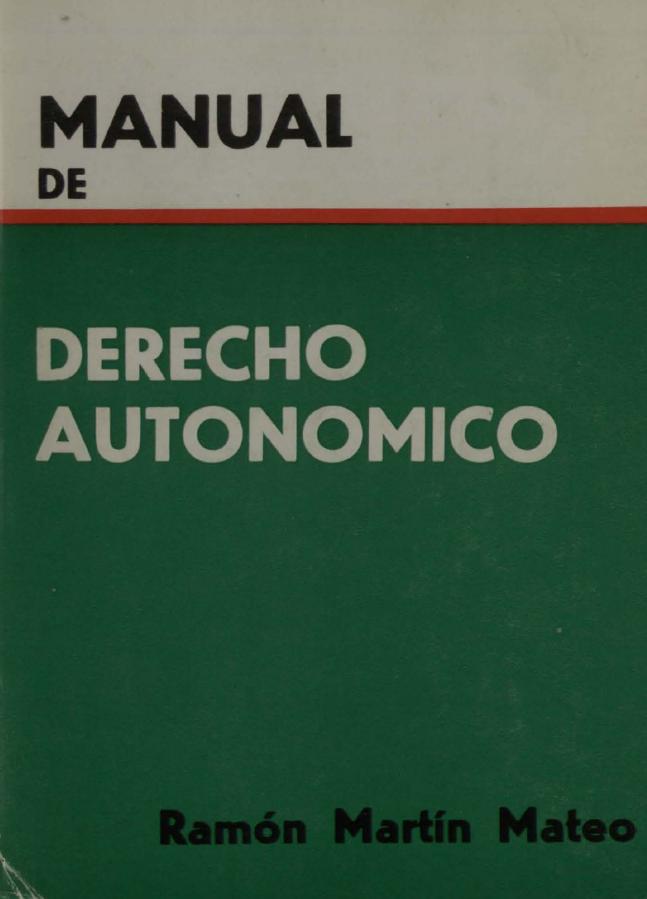 MANUAL
DE
DERECHO
AUTONOMICO
Ramón Martín Mateo